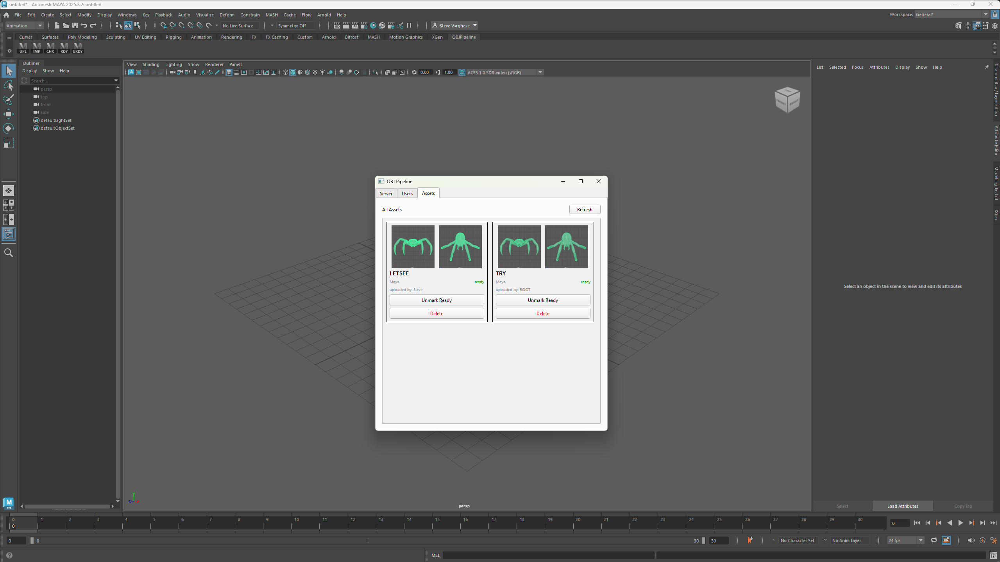 untitled* - Autodesk MAYA 2025.3.2: untitled
File Edit Create Select Modify Display Windows Key Playback Audio Visualize Deform Constrain MASH Cache Flow Arnold Help
Workspace: General*
Animation
No Live Surface
Symmetry: Off
Steve Varghese
Curves Surfaces Poly Modeling Sculpting UV Editing Rigging Animation Rendering FX FX Caching Custom Arnold Bifrost MASH Motion Graphics XGen OBJPipeline
UPL IMP CHK RDY URDY
Outliner
Display Show Help
Search...
persp
top
front
side
defaultLightSet
defaultObjectSet
View Shading Lighting Show Renderer Panels
0.00 1.00 ACES 1.0 SDR-video (sRGB)
FRONT RIGHT
OBJ Pipeline
Server Users Assets
All Assets
Refresh
LETSEE
Maya ready
uploaded by: Steve
Unmark Ready
Delete
TRY
Maya ready
uploaded by: ROOT
Unmark Ready
Delete
y
z x
persp
List Selected Focus Attributes Display Show Help
Select an object in the scene to view and edit its attributes
Select Load Attributes Copy Tab
Channel Box / Layer Editor
Attribute Editor
Modeling Toolkit
XGen
M
AYA
0 1 2 3 4 5 6 7 8 9 10 11 12 13 14 15 16 17 18 19 20 21 22 23 24 25 26 27 28 29 30
0
0
0 0 30 30
No Character Set
No Anim Layer
24 fps
MEL